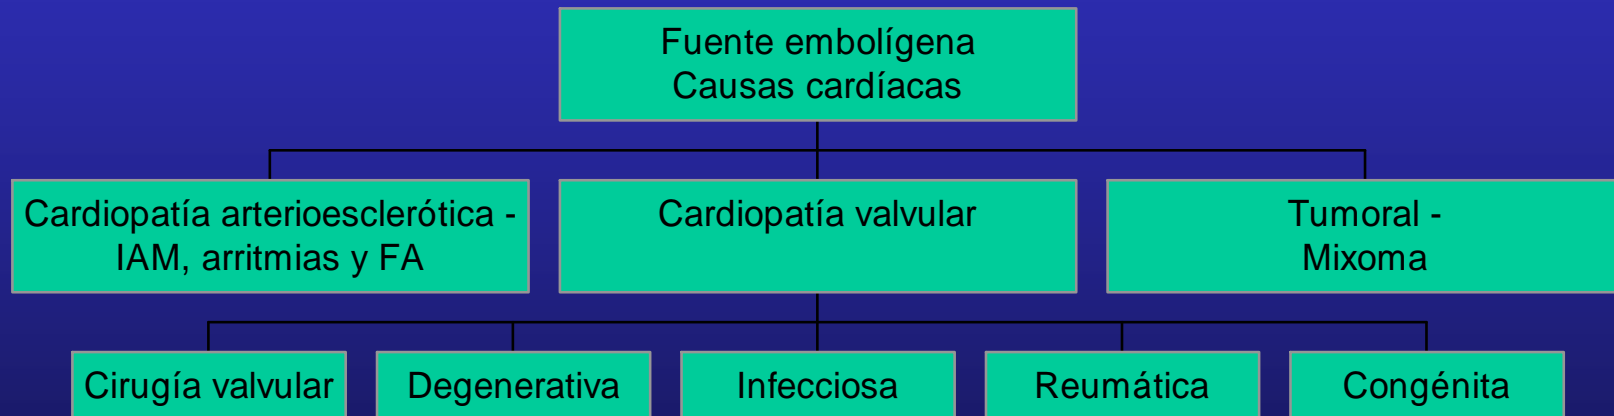 Fuente embolígena
Causas cardíacas
Cardiopatía arterioesclerótica -
IAM, arritmias y FA
Cardiopatía valvular
Tumoral -
Mixoma
Cirugía valvular
Degenerativa
Infecciosa
Reumática
Congénita